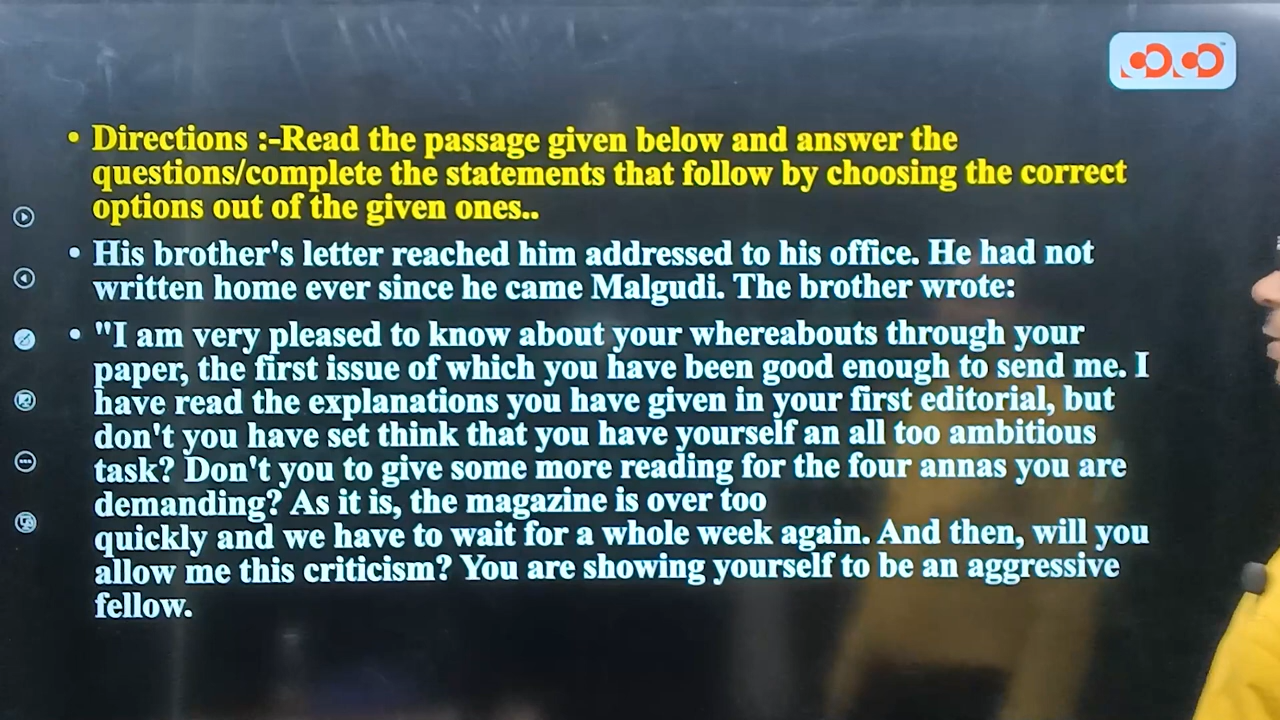 • Directions :-Read the passage given below and answer the
questions/complete the statements that follow by choosing the correct
options out of the given ones..
• His brother's letter reached him addressed to his office. He had not
written home ever since he came Malgudi. The brother wrote:
• "I am very pleased to know about your whereabouts through your
paper, the first issue of which you have been good enough to send me. I
have read the explanations you have given in your first editorial, but
don't you have set think that you have yourself an all too ambitious
task? Don't you to give some more reading for the four annas you are
demanding? As it is, the magazine is over too
quickly and we have to wait for a whole week again. And then, will you
allow me this criticism? You are showing yourself to be an aggressive
fellow.